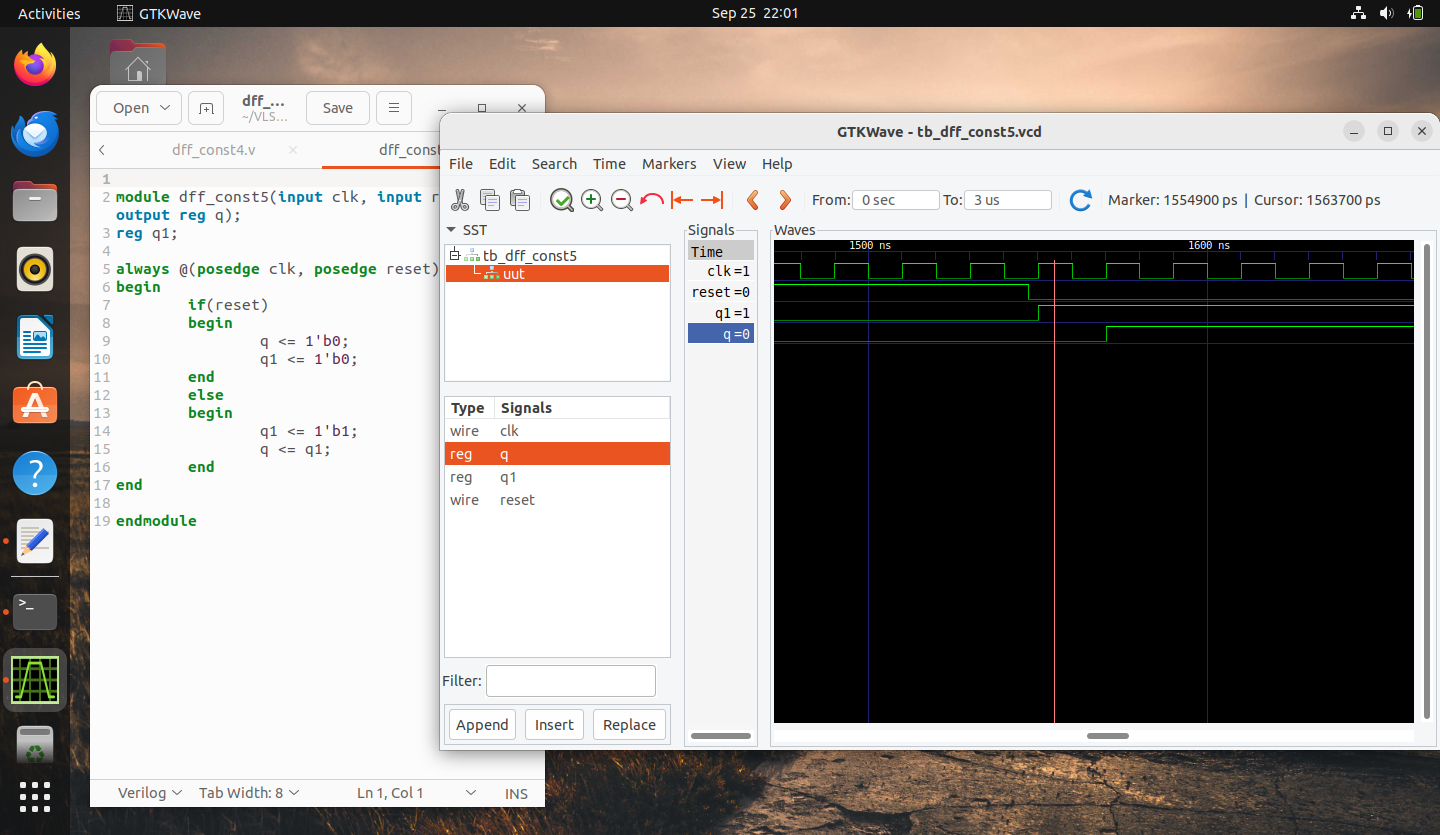 Activities
GTKWave
Sep 25 22:01
Open
dff_...
~/VLS...
Save
dff_const4.v
dff_const
1
2 module dff_const5(input clk, input r
output reg q);
3 reg q1;
4
5 always @(posedge clk, posedge reset)
6 begin
7 if(reset)
8 begin
9 q <= 1'b0;
10 q1 <= 1'b0;
11 end
12 else
13 begin
14 q1 <= 1'b1;
15 q <= q1;
16 end
17 end
18
19 endmodule
Verilog
Tab Width: 8
Ln 1, Col 1
INS
GTKWave - tb_dff_const5.vcd
File Edit Search Time Markers View Help
From: 0 sec To: 3 us Marker: 1554900 ps | Cursor: 1563700 ps
SST
tb_dff_const5
uut
Type Signals
wire clk
reg q
reg q1
wire reset
Filter:
Append Insert Replace
Signals
Time
clk=1
reset=0
q1=1
q=0
Waves
1500 ns 1600 ns